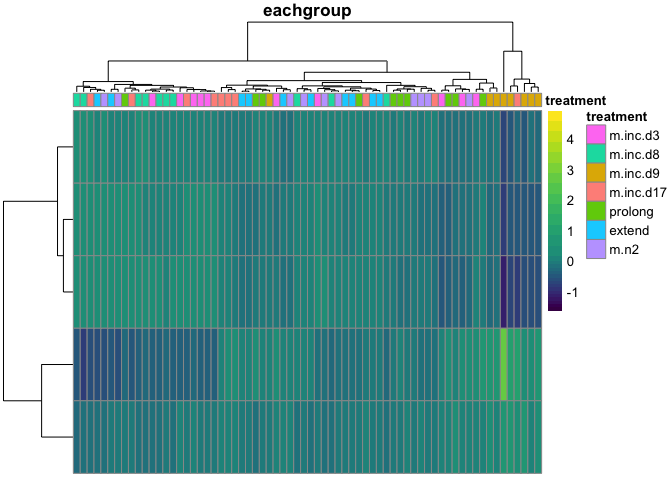 eachgroup
treatment
treatment
4
3
2
1
0
-1
m.inc.d3
m.inc.d8
m.inc.d9
m.inc.d17
prolong
extend
m.n2